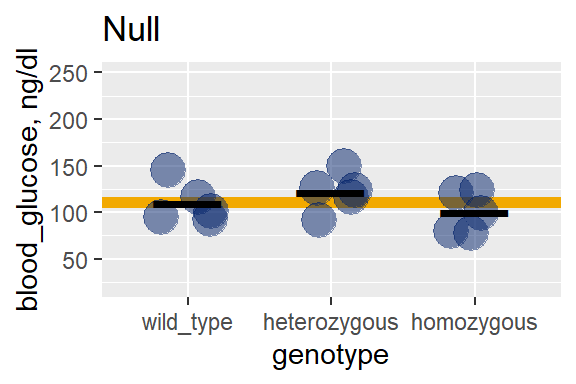 Null
blood_glucose, ng/dl
250
200
150
100
50
wild_type heterozygous homozygous
genotype